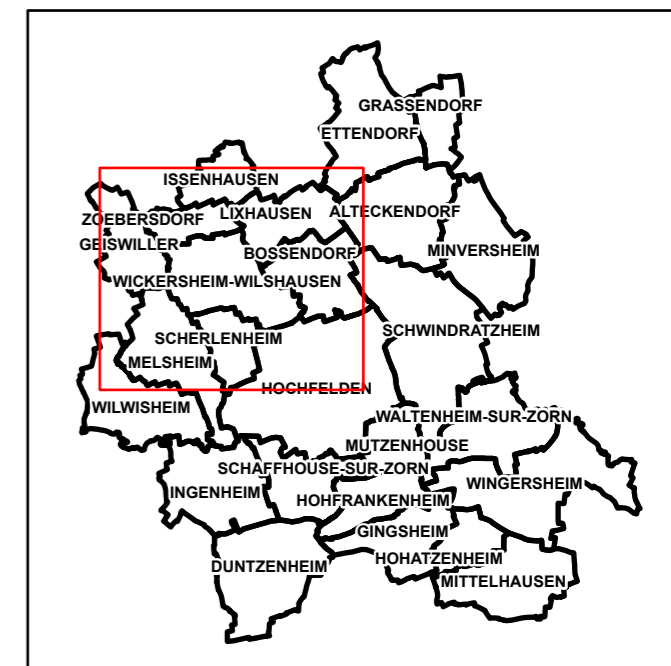 GRASSENDORF
ETTENDORF
ISSENHAUSEN
ZOEBERSDORF
LIXHAUSEN
ALTECKENDORF
GEISWILLER
BOSSENDORF
MINVERSHEIM
WICKERSHEIM-WILSHAUSEN
SCHWINDRATZHEIM
SCHERLENHEIM
MELSHEIM
HOCHFELDEN
WILWISHEIM
WALTENHEIM-SUR-ZORN
MUTZENHOUSE
SCHAFFHOUSE-SUR-ZORN
WINGERSHEIM
INGENHEIM
HOHFRANKENHEIM
GINGSHEIM
HOHATZENHEIM
DUNTZENHEIM
MITTELHAUSEN